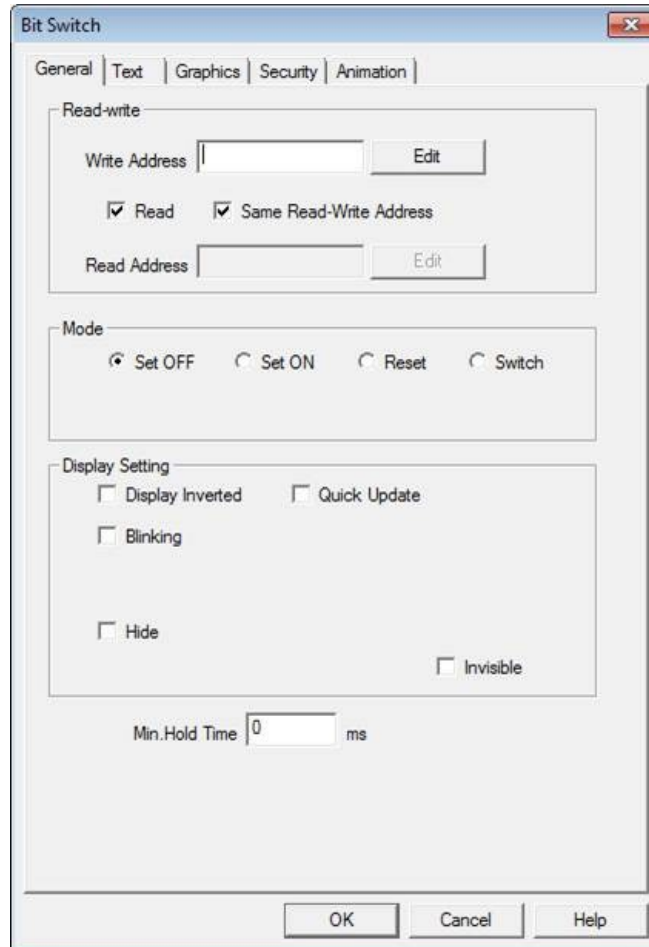 Bit Switch
General Text Graphics Security Animation
Read-write
Write Address Edit
Read Same Read-Write Address
Read Address Edit
Mode
Set OFF Set ON Reset Switch
Display Setting
Display Inverted Quick Update
Blinking
Hide
Invisible
Min.Hold Time 0 ms
OK Cancel Help